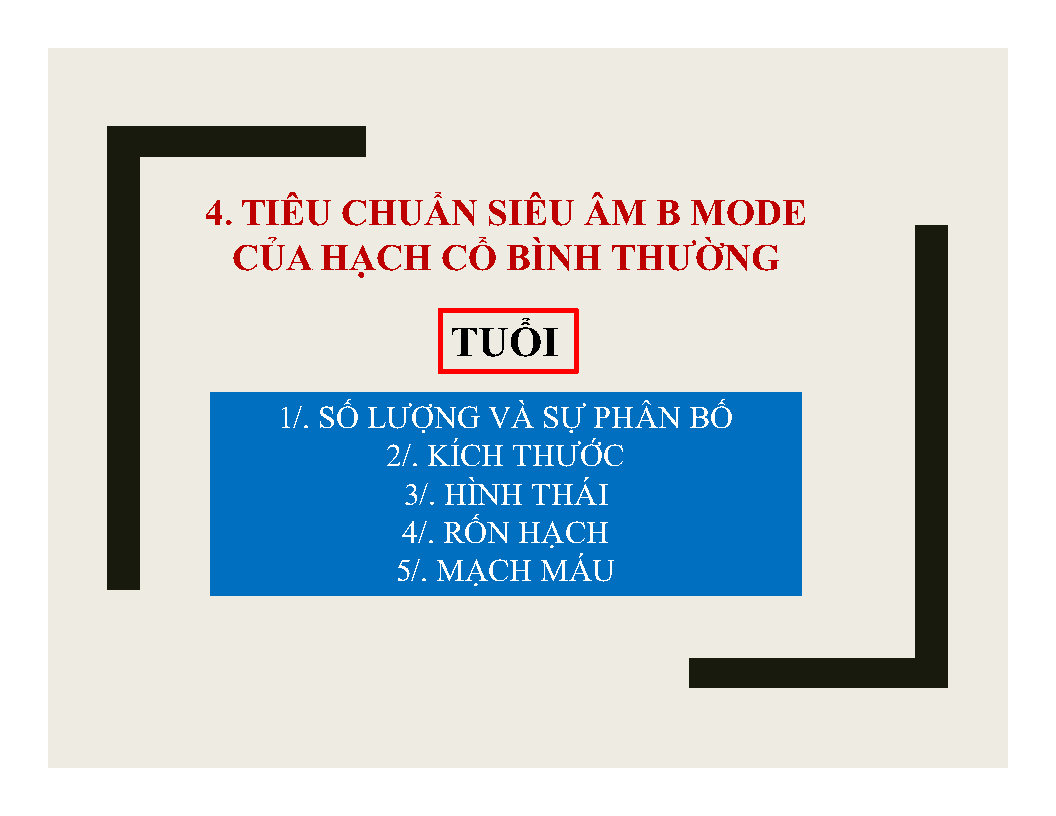 4. TIÊU CHUẨN SIÊU ÂM B MODE
CỦA HẠCH CỔ BÌNH THƯỜNG
TUỔI
1/. SỐ LƯỢNG VÀ SỰ PHÂN BỐ
2/. KÍCH THƯỚC
3/. HÌNH THÁI
4/. RỐN HẠCH
5/. MẠCH MÁU